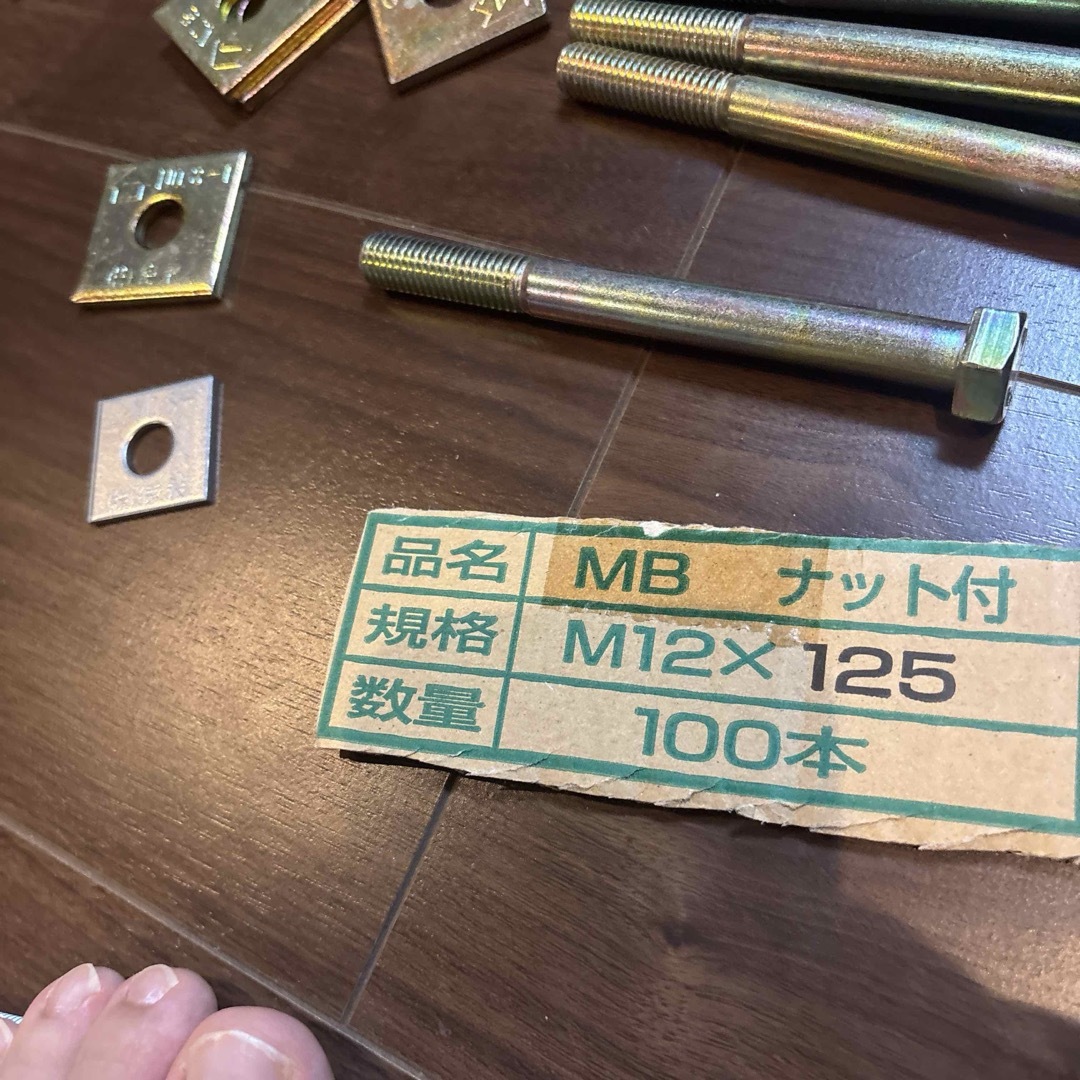 品名 MB ナット付
規格 M12×125
数量 100本